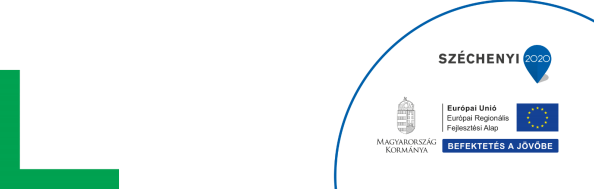 SZÉCHENYI 2020
Európai Unió
Európai Regionális
Fejlesztési Alap
MAGYARORSZÁG
KORMÁNYA
BEFEKTETÉS A JÖVŐBE